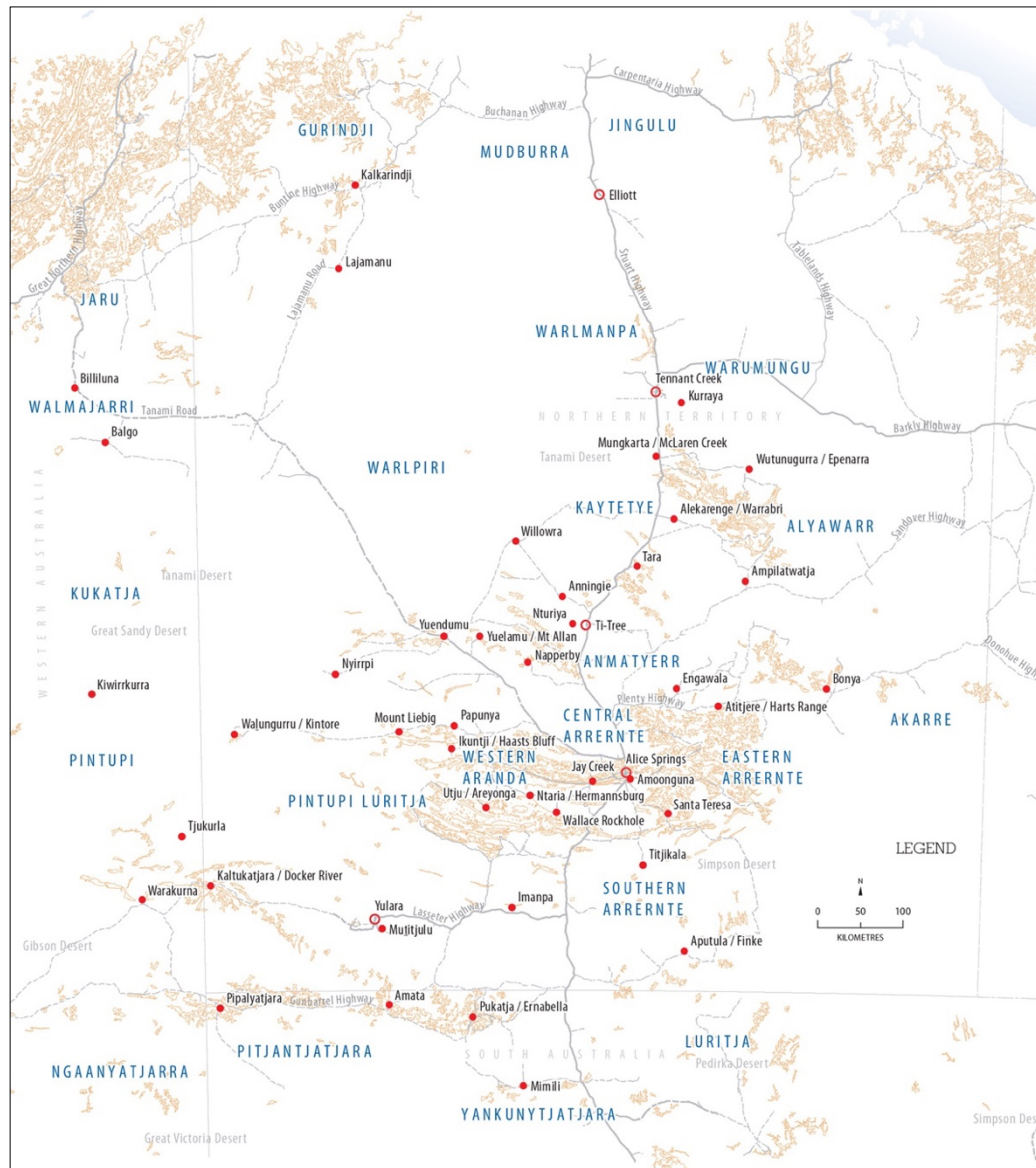 Carpentaria Highway
Buchanan Highway
JINGULU
GURINDJI
MUDBURRA
Kalkarindji
Buntine Highway
Elliott
Great Northern Highway
Lajamanu
Lajamanu Road
Stuart Highway
Tablelands Highway
JARU
WARLMANPA
WARUMUNGU
Billiluna
Tennant Creek
Kurraya
WALMAJARRI
Tanami Road
NORTHERN TERRITORY
Barkly Highway
Balgo
Mungkarta / McLaren Creek
Tanami Desert
WARLPIRI
Wutunugurra / Epenarra
WESTERN AUSTRALIA
KAYTETYE
Alekarenge / Warrabri
ALYAWARR
Sandover Highway
Willowra
Tara
Tanami Desert
Ampilatwatja
KUKATJA
Anningie
Nturiya
Ti-Tree
Great Sandy Desert
Yuendumu
Yuelamu / Mt Allan
Donohue Highway
Nyirrpi
Napperby
ANMATYERR
Engawala
Bonya
Kiwirrkurra
Plenty Highway
Atitjere / Harts Range
Walungurru / Kintore
Mount Liebig
Papunya
CENTRAL
ARRERNTE
AKARRE
Ikuntji / Haasts Bluff
WESTERN
ARANDA
PINTUPI
Jay Creek
Alice Springs
EASTERN
ARRERNTE
Amoonguna
PINTUPI LURITJA
Utju / Areyonga
Ntaria / Hermannsburg
Wallace Rockhole
Santa Teresa
Tjukurla
LEGEND
Titjikala
Simpson Desert
Kaltukatjara / Docker River
SOUTHERN
ARRERNTE
N
Warakurna
Yulara
Lasseter Highway
Imanpa
0 50 100
KILOMETRES
Mutitjulu
Gibson Desert
Aputula / Finke
Pipalyatjara
Gunbarrel Highway
Amata
Pukatja / Ernabella
PITJANTJATJARA
LURITJA
SOUTH AUSTRALIA
Pedirka Desert
NGAANYATJARRA
Mimili
YANKUNYTJATJARA
Great Victoria Desert
Simpson Des